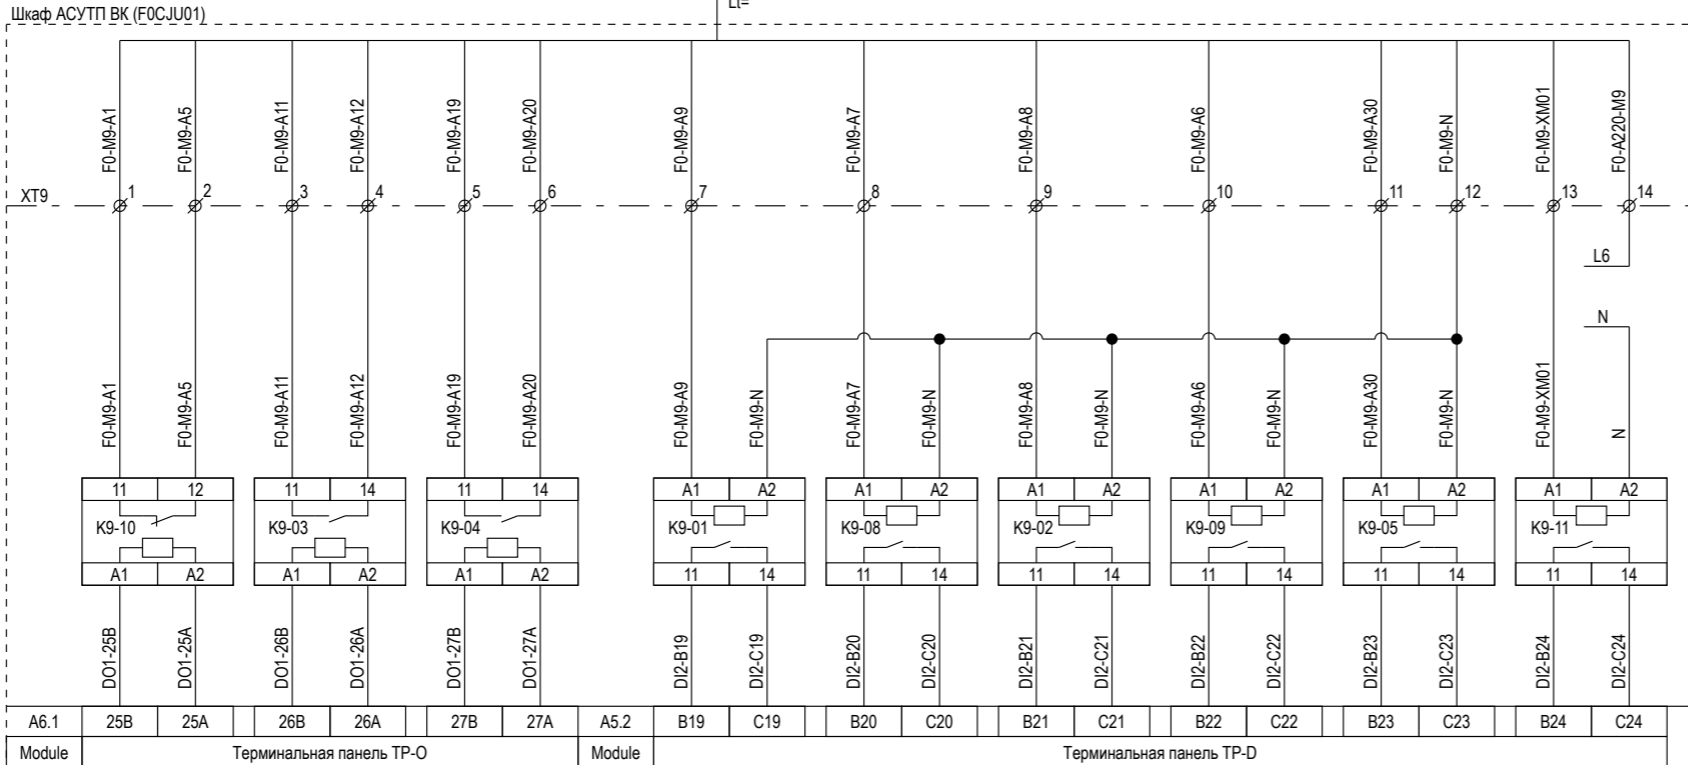 Lt=
Шкаф АСУТП ВК (F0CJU01)
F0-M9-A1 F0-M9-A5 F0-M9-A11 F0-M9-A12 F0-M9-A19 F0-M9-A20 F0-M9-A9 F0-M9-A7 F0-M9-A8 F0-M9-A6 F0-M9-A30 F0-M9-N F0-M9-XM01 F0-A220-M9
XT9 1 2 3 4 5 6 7 8 9 10 11 12 13 14
L6
N
F0-M9-A1 F0-M9-A5 F0-M9-A11 F0-M9-A12 F0-M9-A19 F0-M9-A20 F0-M9-A9 F0-M9-N F0-M9-A7 F0-M9-N F0-M9-A8 F0-M9-N F0-M9-A6 F0-M9-N F0-M9-A30 F0-M9-N F0-M9-XM01 N
11 12 11 14 11 14 A1 A2 A1 A2 A1 A2 A1 A2 A1 A2 A1 A2
K9-10 K9-03 K9-04 K9-01 K9-08 K9-02 K9-09 K9-05 K9-11
A1 A2 A1 A2 A1 A2 11 14 11 14 11 14 11 14 11 14 11 14
DO1-25B DO1-25A DO1-26B DO1-26A DO1-27B DO1-27A DI2-B19 DI2-C19 DI2-B20 DI2-C20 DI2-B21 DI2-C21 DI2-B22 DI2-C22 DI2-B23 DI2-C23 DI2-B24 DI2-C24
A6.1 25B 25A 26B 26A 27B 27A A5.2 B19 C19 B20 C20 B21 C21 B22 C22 B23 C23 B24 C24
Module Терминальная панель TP-O Module Терминальная панель TP-D